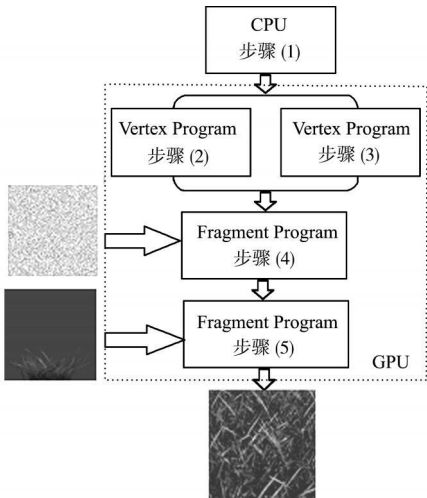 CPU
步骤 (1)
Vertex Program
步骤 (2)
Vertex Program
步骤 (3)
Fragment Program
步骤 (4)
Fragment Program
步骤 (5)
GPU